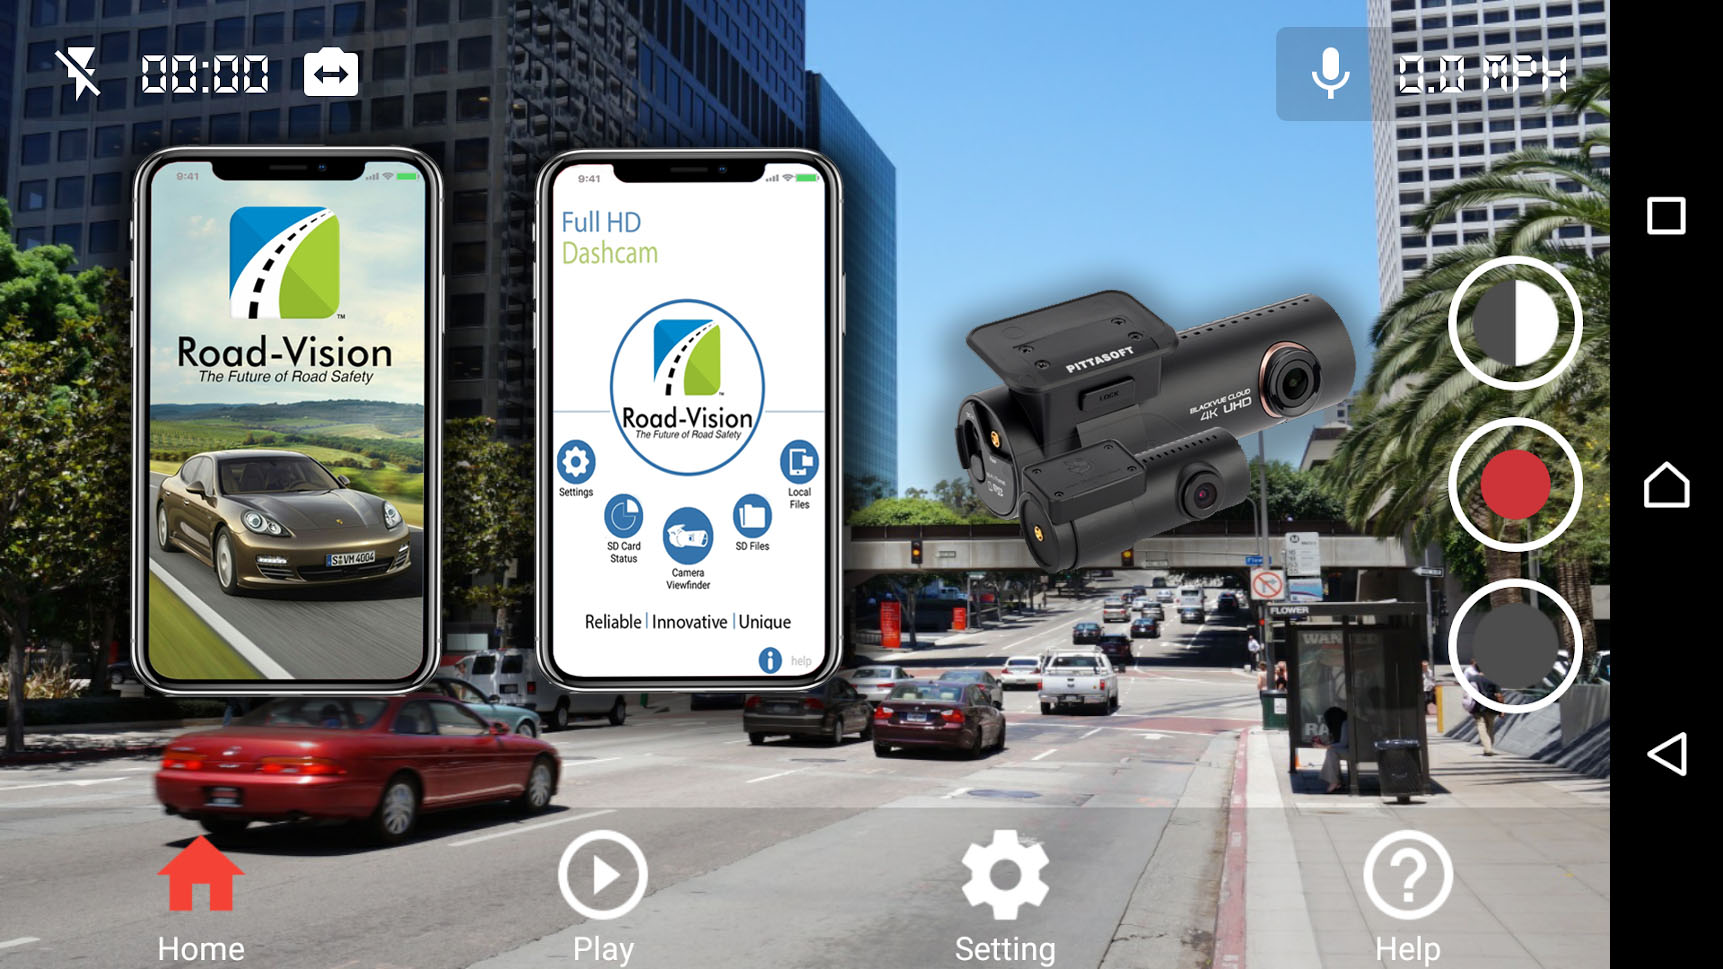 00:00
0.0 MPH
9:41
Road-Vision
The Future of Road Safety
S VM 4004
9:41
Full HD
Dashcam
Road-Vision
The Future of Road Safety
Settings
Local
Files
SD Card
Status
SD Files
Camera
Viewfinder
Reliable | Innovative | Unique
help
PITTASOFT
LOCK
BLACKVUE CLOUD
4K UHD
FLOWER
WANTED
Home
Play
Setting
Help